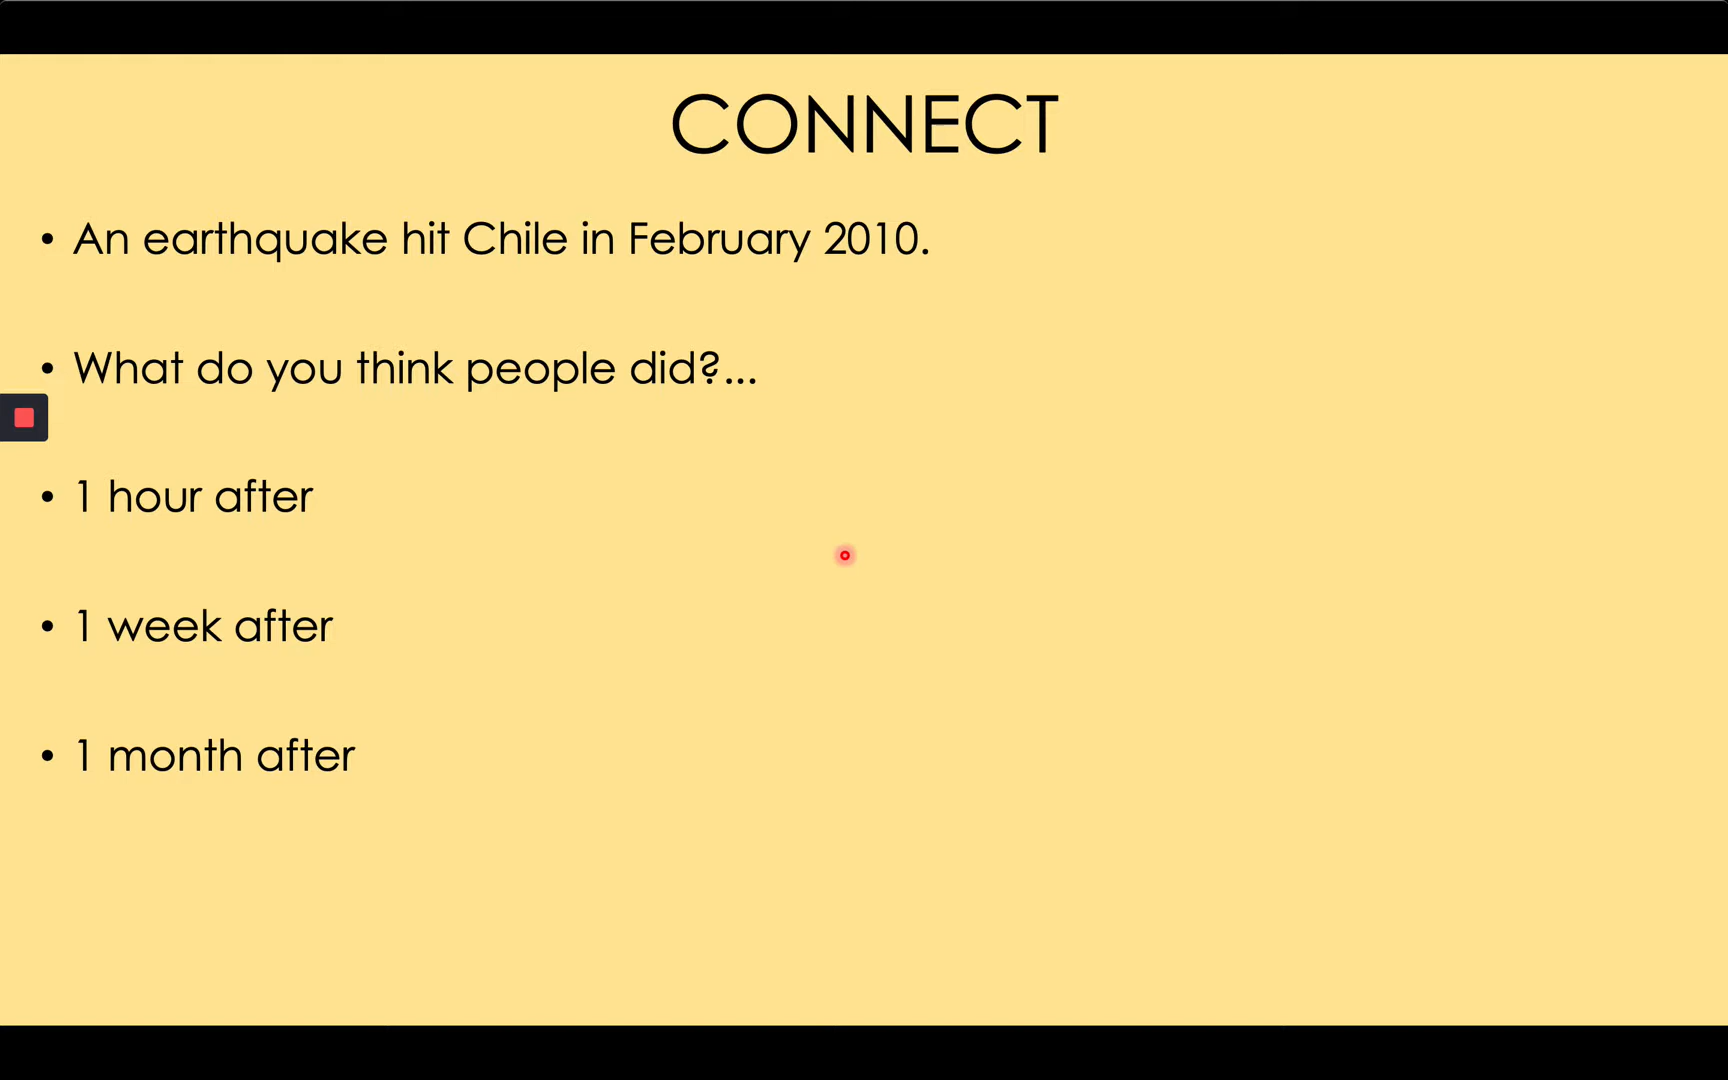 CONNECT
• An earthquake hit Chile in February 2010.
• What do you think people did?...
• 1 hour after
• 1 week after
• 1 month after